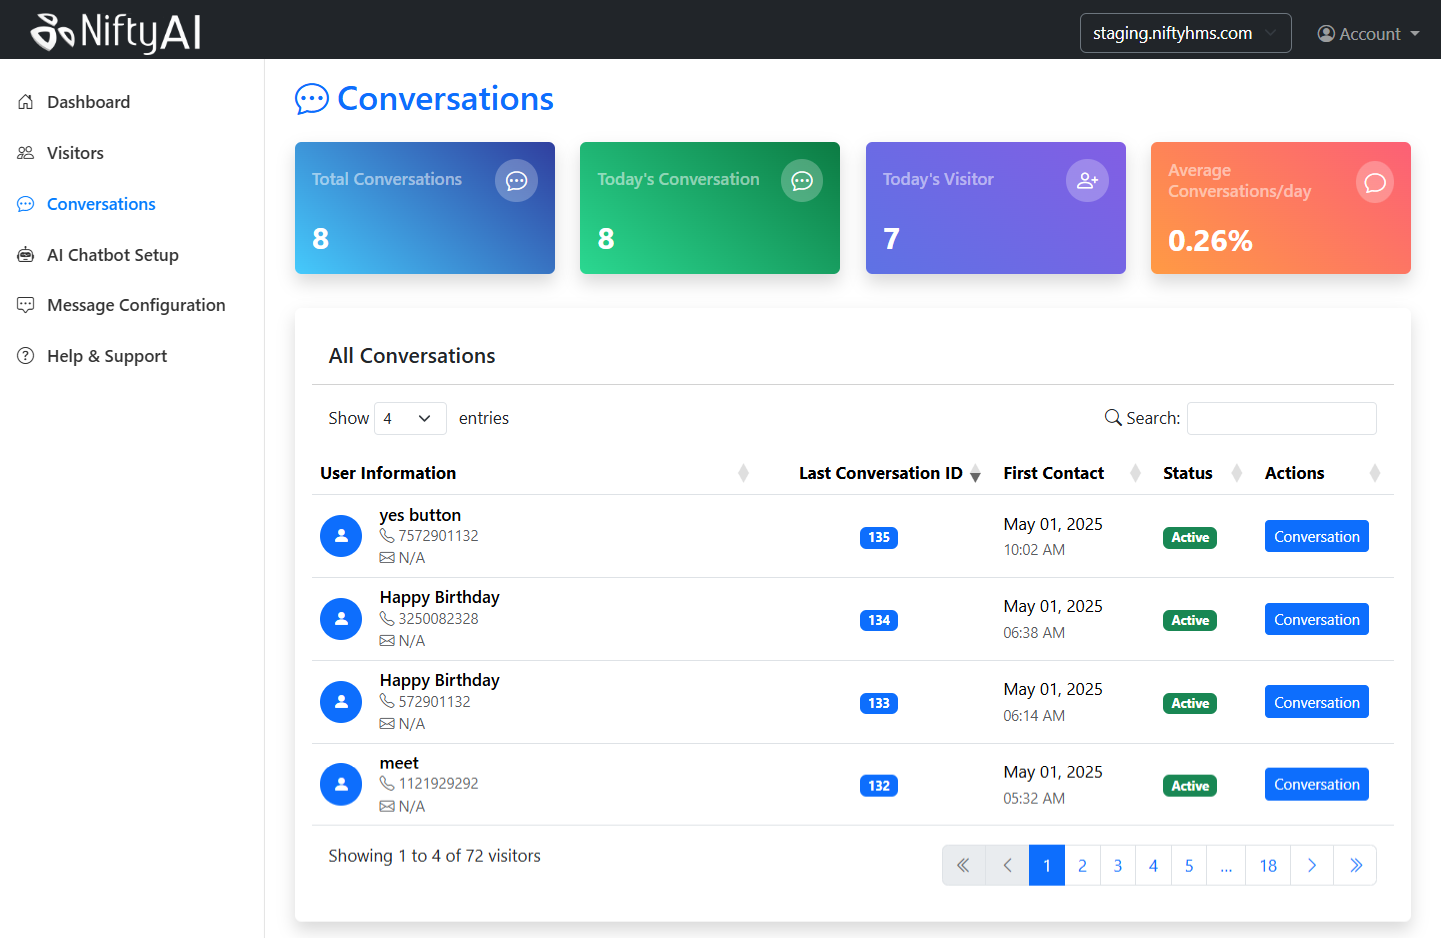 NiftyAI
staging.niftyhms.com
Account
Dashboard
Visitors
Conversations
AI Chatbot Setup
Message Configuration
Help & Support
Conversations
Total Conversations
8
Today's Conversation
8
Today's Visitor
7
Average
Conversations/day
0.26%
All Conversations
Show 4 entries
Search:
User Information Last Conversation ID First Contact Status Actions
yes button
7572901132
N/A
135
May 01, 2025
10:02 AM
Active
Conversation
Happy Birthday
3250082328
N/A
134
May 01, 2025
06:38 AM
Active
Conversation
Happy Birthday
572901132
N/A
133
May 01, 2025
06:14 AM
Active
Conversation
meet
1121929292
N/A
132
May 01, 2025
05:32 AM
Active
Conversation
Showing 1 to 4 of 72 visitors
« ‹ 1 2 3 4 5 ... 18 › »